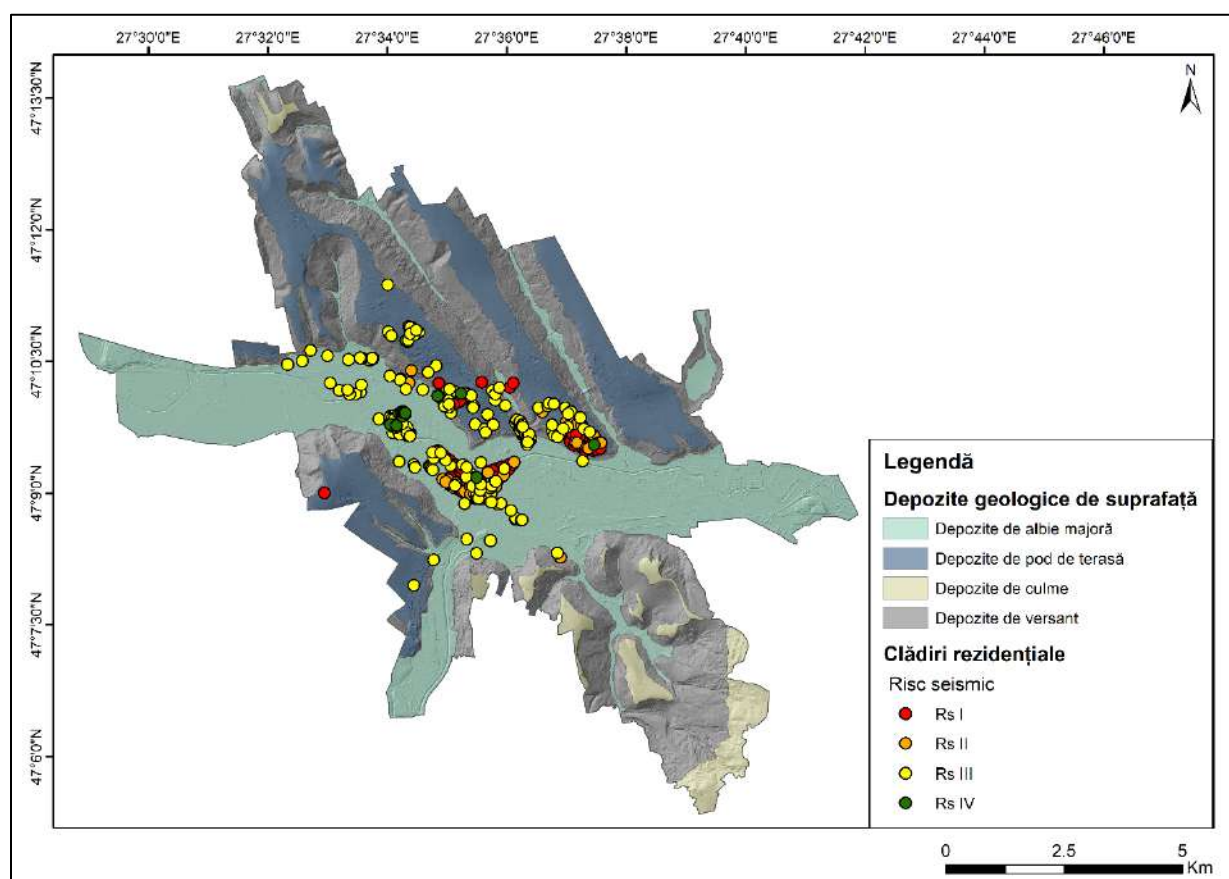 27°30'0"E 27°32'0"E 27°34'0"E 27°36'0"E 27°38'0"E 27°40'0"E 27°42'0"E 27°44'0"E 27°46'0"E
47°13'30"N
N
47°12'0"N
47°10'30"N
47°9'0"N
47°7'30"N
47°6'0"N
Legendă
Depozite geologice de suprafață
Depozite de albie majoră
Depozite de pod de terasă
Depozite de culme
Depozite de versant
Clădiri rezidențiale
Risc seismic
Rs I
Rs II
Rs III
Rs IV
0 2.5 5
Km